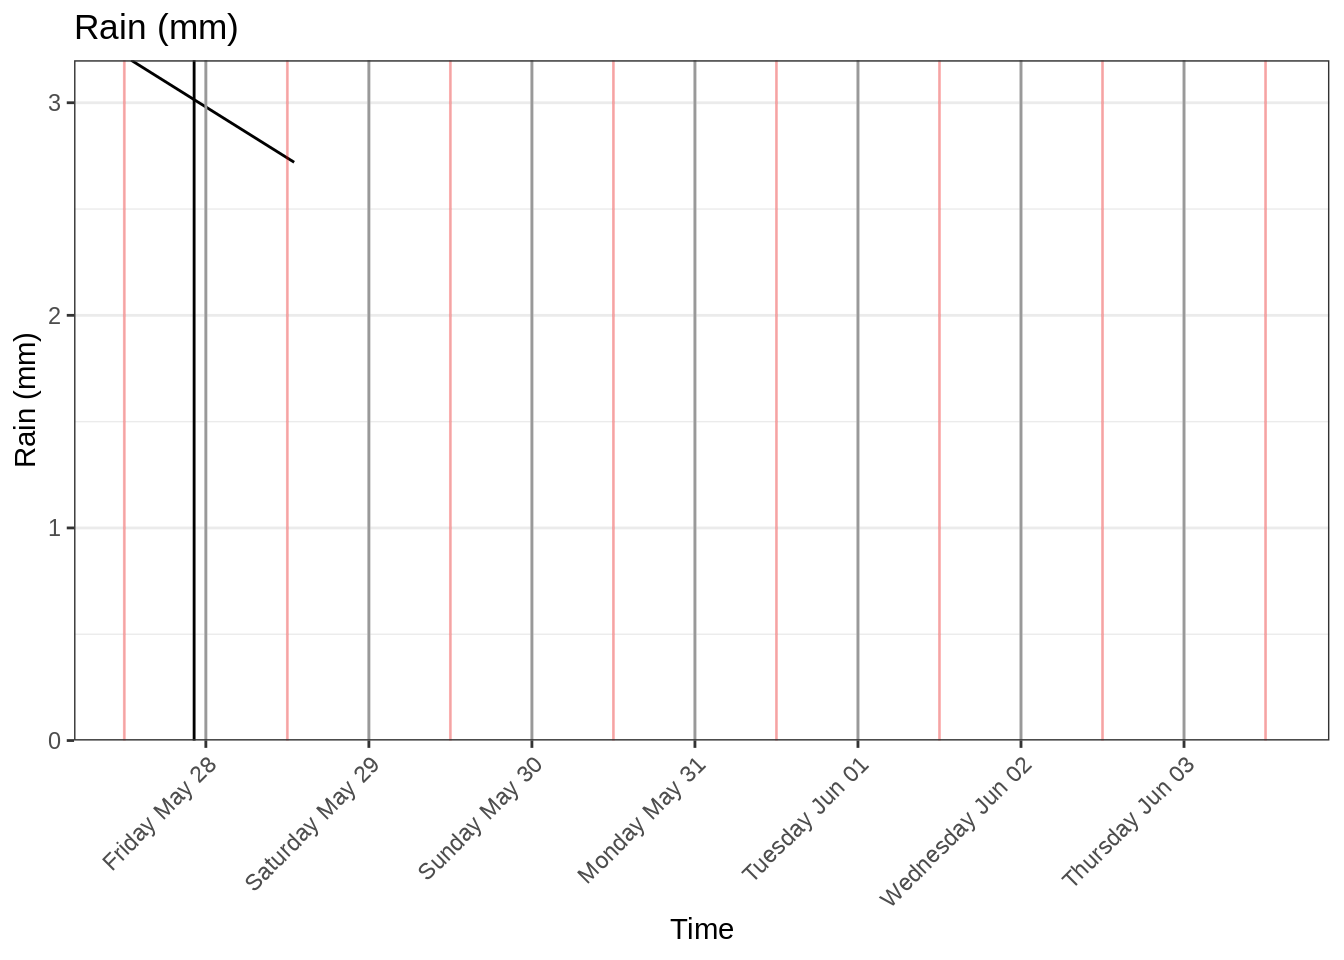 Rain (mm)
3
2
1
0
Rain (mm)
Friday May 28
Saturday May 29
Sunday May 30
Monday May 31
Tuesday Jun 01
Wednesday Jun 02
Thursday Jun 03
Time